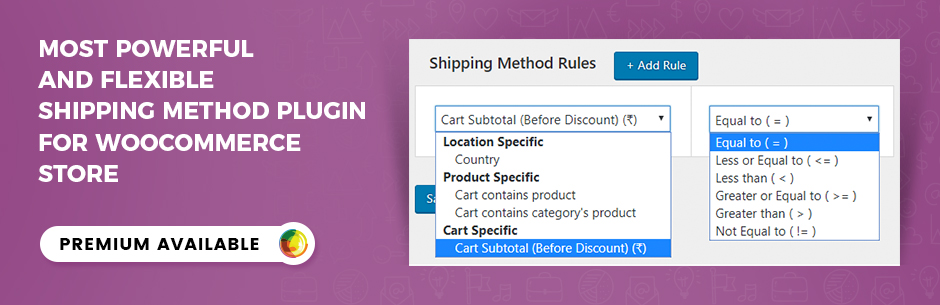 MOST POWERFUL
AND FLEXIBLE
SHIPPING METHOD PLUGIN
FOR WOOCOMMERCE
STORE
PREMIUM AVAILABLE
Shipping Method Rules
+ Add Rule
Cart Subtotal (Before Discount) (₹)
Location Specific
Country
Product Specific
Cart contains product
Cart contains category's product
Cart Specific
Cart Subtotal (Before Discount) (₹)
Equal to ( = )
Equal to ( = )
Less or Equal to ( <= )
Less than ( < )
Greater or Equal to ( >= )
Greater than ( > )
Not Equal to ( != )